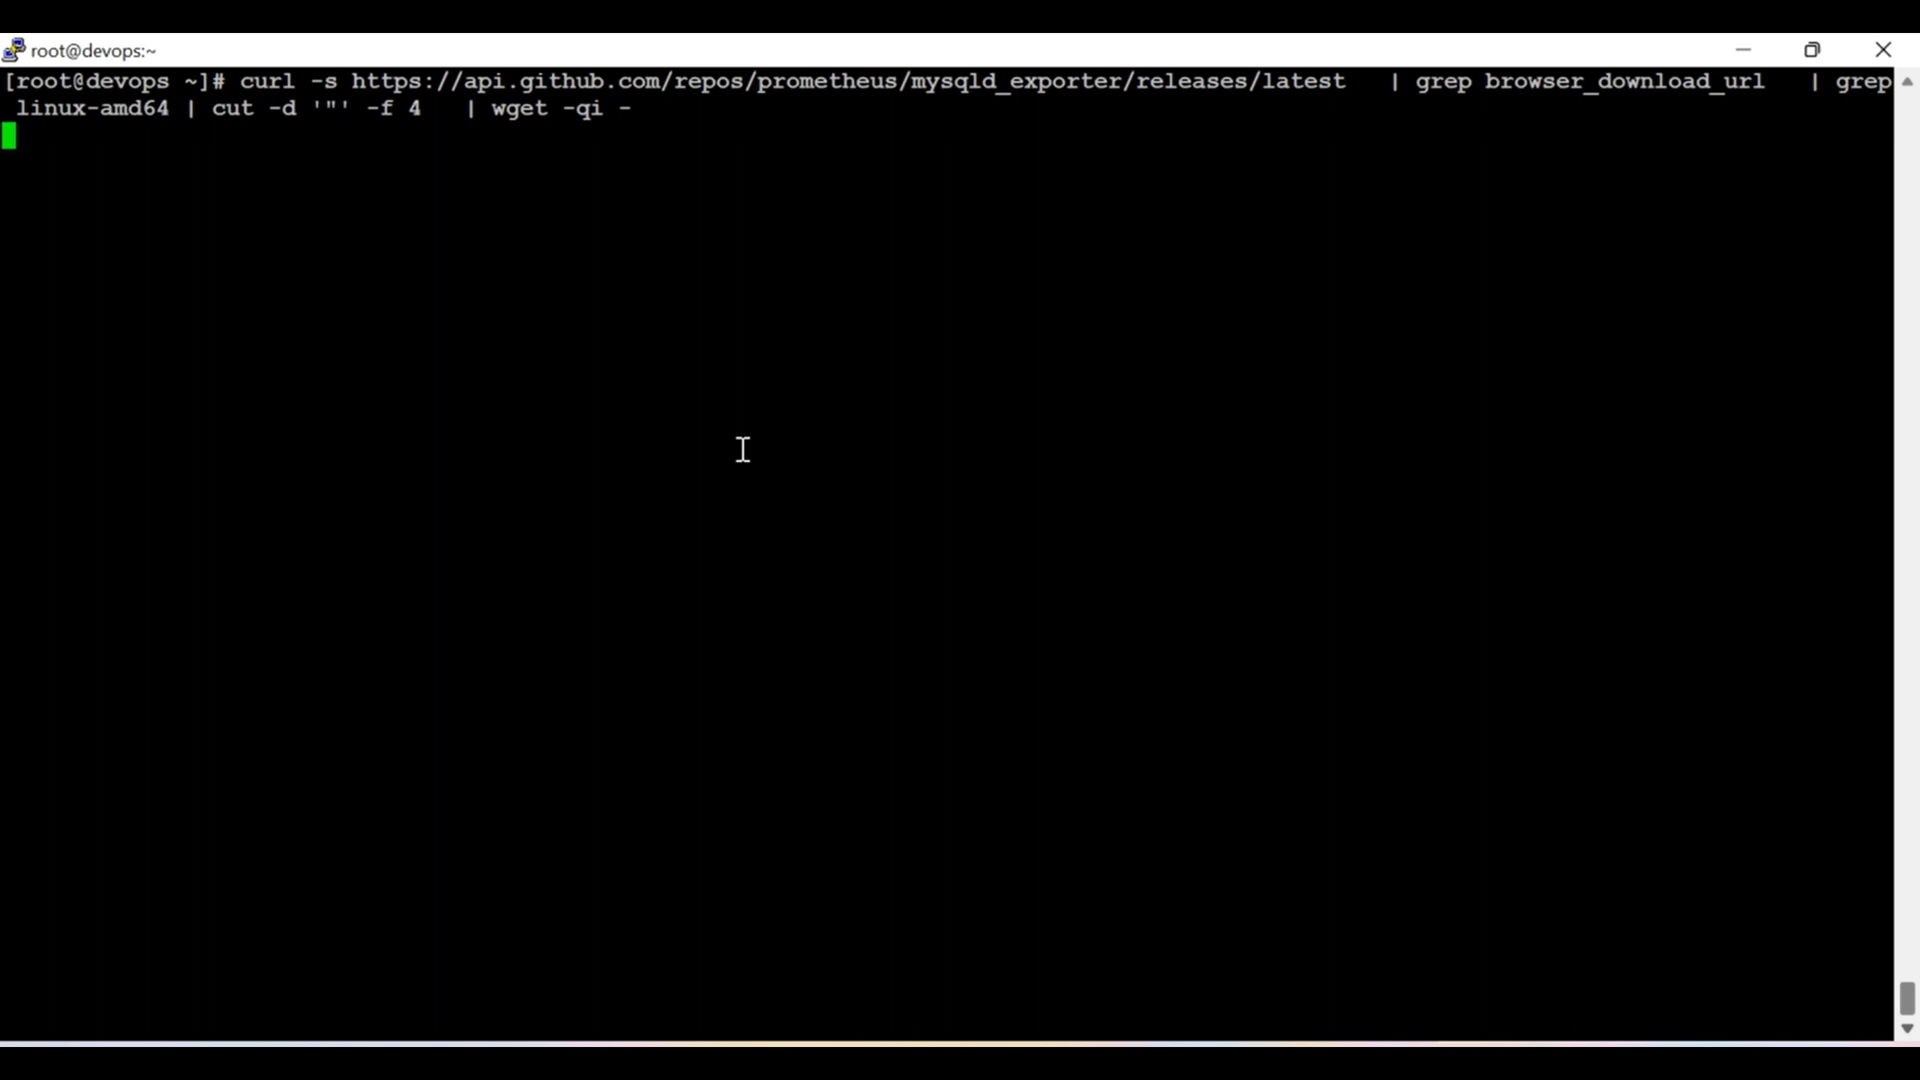 root@devops:~
[root@devops ~]# curl -s https://api.github.com/repos/prometheus/mysqld_exporter/releases/latest   | grep browser_download_url   | grep
 linux-amd64 | cut -d '"' -f 4   | wget -qi -